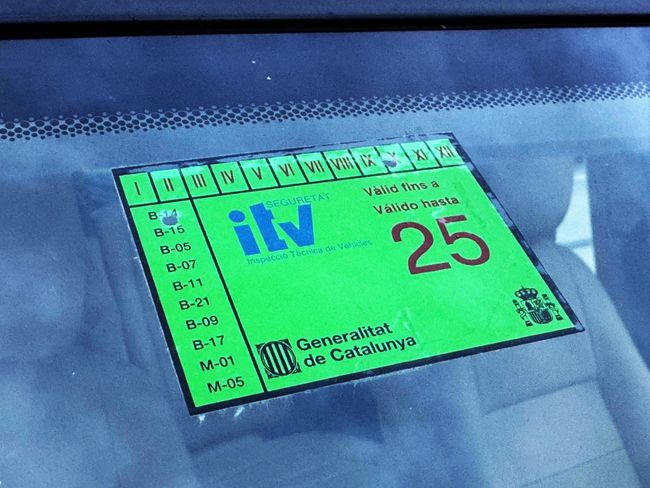 I II III IV V VI VII VIII IX X XI XII
B-14
B-15
B-05
B-07
B-11
B-21
B-09
B-17
M-01
M-05
SEGURETAT
itv
Inspecció Tècnica de Vehicles
Vàlid fins a
Válido hasta
25
Generalitat
de Catalunya